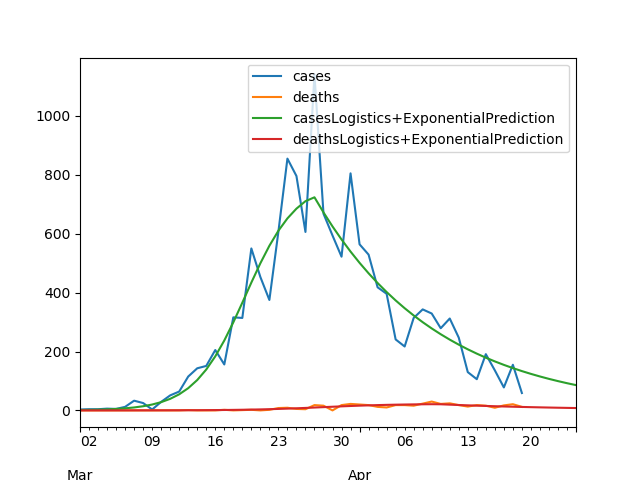 cases
deaths
casesLogistics+ExponentialPrediction
deathsLogistics+ExponentialPrediction
1000
800
600
400
200
0
02 09 16 23 30 06 13 20
Mar Apr